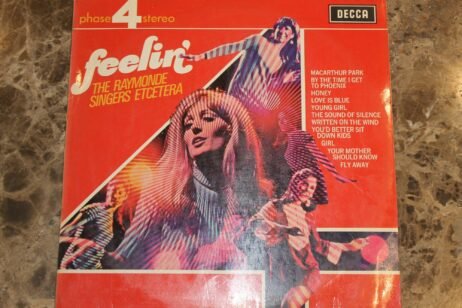 phase 4 stereo
DECCA
feelin'
THE RAYMONDE
SINGERS ETCETERA
MACARTHUR PARK
BY THE TIME I GET
TO PHOENIX
HONEY
LOVE IS BLUE
YOUNG GIRL
THE SOUND OF SILENCE
WRITTEN ON THE WIND
YOU'D BETTER SIT
DOWN KIDS
GIRL
YOUR MOTHER
SHOULD KNOW
FLY AWAY